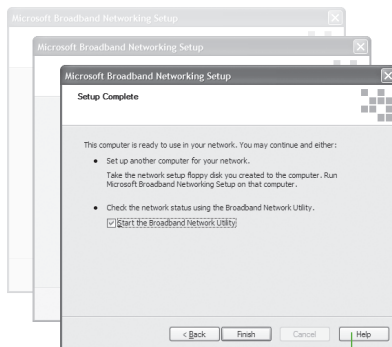 Microsoft Broadband Networking Setup
Microsoft Broadband Networking Setup
Microsoft Broadband Networking Setup
Setup Complete
This computer is ready to use in your network. You may continue and either:
• Set up another computer for your network.
Take the network setup floppy disk you created to the computer. Run
Microsoft Broadband Networking Setup on that computer.
• Check the network status using the Broadband Network Utility.
Start the Broadband Network Utility
< Back Finish Cancel Help